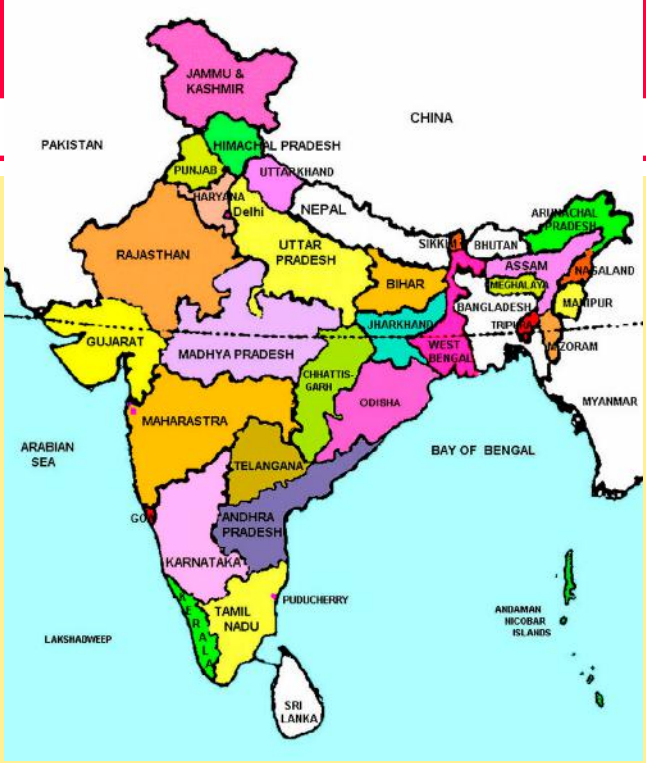 JAMMU &
KASHMIR
CHINA
PAKISTAN
HIMACHAL PRADESH
PUNJAB
UTTARKHAND
HARYANA
Delhi
NEPAL
ARUNACHAL
PRADESH
SIKKIM
BHUTAN
RAJASTHAN
UTTAR
PRADESH
ASSAM
NAGALAND
BIHAR
MEGHALAYA
MANIPUR
BANGLADESH
JHARKHAND
TRIPURA
GUJARAT
MADHYA PRADESH
WEST
BENGAL
MIZORAM
CHHATTIS-
GARH
ODISHA
MYANMAR
MAHARASTRA
ARABIAN
SEA
BAY OF BENGAL
TELANGANA
GOA
ANDHRA
PRADESH
KARNATAKA
PUDUCHERRY
KERALA
TAMIL
NADU
ANDAMAN
NICOBAR
ISLANDS
LAKSHADWEEP
SRI
LANKA